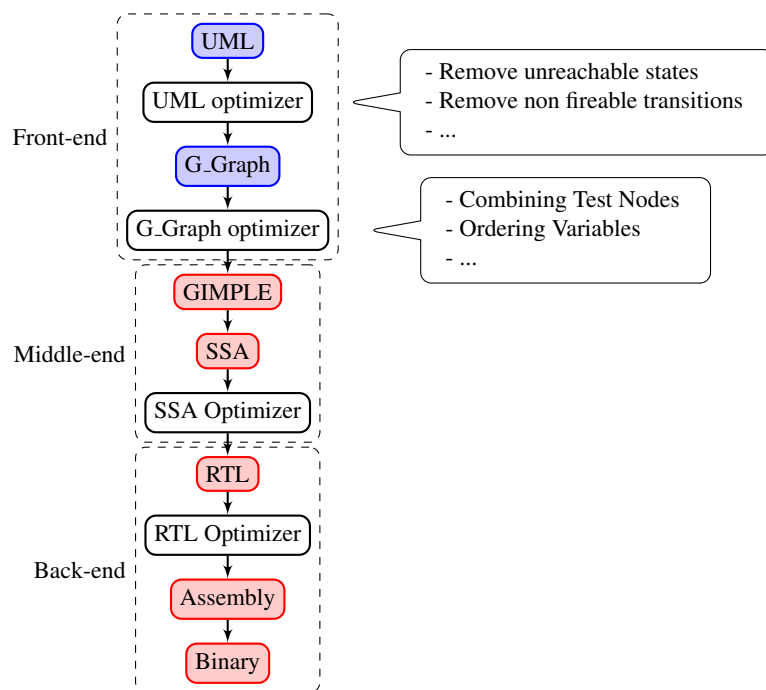 UML
- Remove unreachable states
UML optimizer
- Remove non fireable transitions
- ...
Front-end
G_Graph
- Combining Test Nodes
G_Graph optimizer
- Ordering Variables
- ...
GIMPLE
Middle-end
SSA
SSA Optimizer
RTL
RTL Optimizer
Back-end
Assembly
Binary